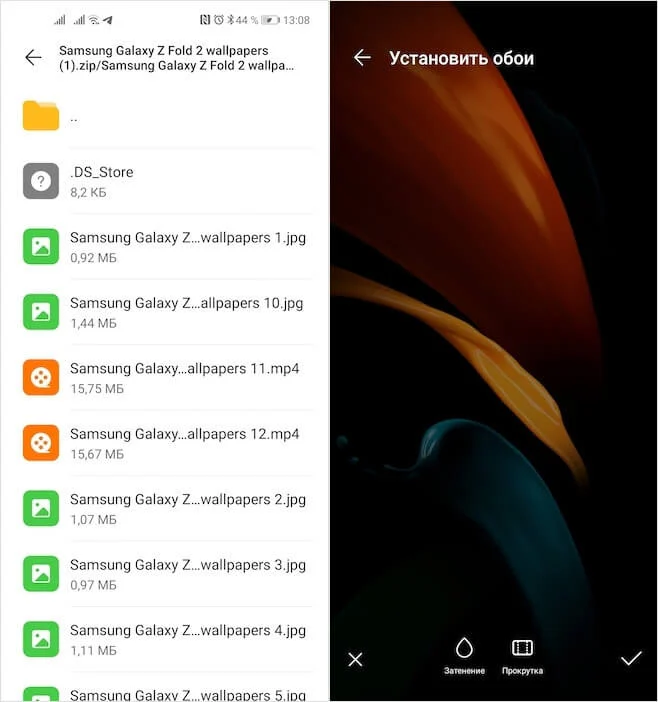 44 % 13:08
Samsung Galaxy Z Fold 2 wallpapers
(1).zip/Samsung Galaxy Z Fold 2 wallpa...
..
.DS_Store
8,2 КБ
Samsung Galaxy Z...wallpapers 1.jpg
0,92 МБ
Samsung Galaxy Z...allpapers 10.jpg
1,44 МБ
Samsung Galaxy...allpapers 11.mp4
15,75 МБ
Samsung Galaxy...allpapers 12.mp4
15,67 МБ
Samsung Galaxy Z...wallpapers 2.jpg
1,07 МБ
Samsung Galaxy Z...wallpapers 3.jpg
0,97 МБ
Samsung Galaxy Z...wallpapers 4.jpg
1,11 МБ
Samsung Galaxy Z...wallpapers 5.jpg
Установить обои
Затенение
Прокрутка